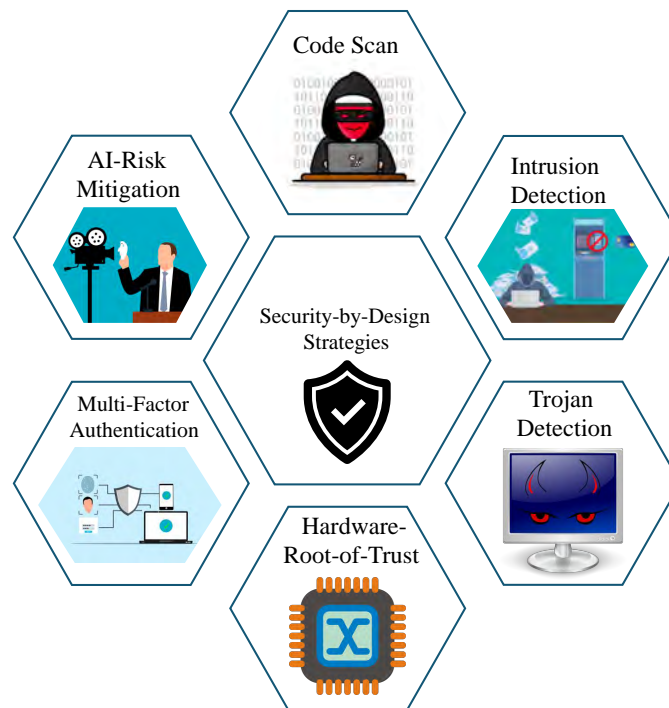 Code Scan
AI-Risk
Mitigation
Intrusion
Detection
Security-by-Design
Strategies
Multi-Factor
Authentication
Trojan
Detection
Hardware-
Root-of-Trust